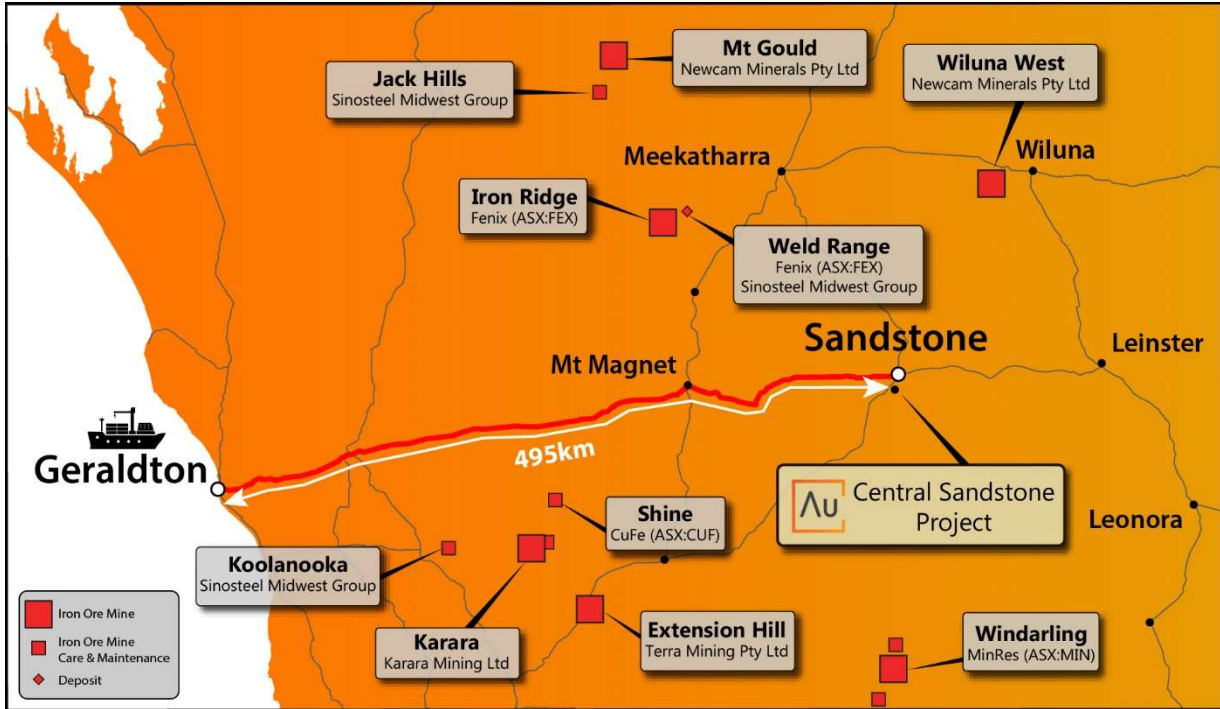 Mt Gould
Newcam Minerals Pty Ltd
Jack Hills
Sinosteel Midwest Group
Wiluna West
Newcam Minerals Pty Ltd
Meekatharra
Wiluna
Iron Ridge
Fenix (ASX:FEX)
Weld Range
Fenix (ASX:FEX)
Sinosteel Midwest Group
Sandstone
Leinster
Mt Magnet
495km
Geraldton
Au
Central Sandstone
Project
Leonora
Shine
CuFe (ASX:CUF)
Koolanooka
Sinosteel Midwest Group
Karara
Karara Mining Ltd
Extension Hill
Terra Mining Pty Ltd
Windarling
MinRes (ASX:MIN)
Iron Ore Mine
Iron Ore Mine
Care & Maintenance
Deposit